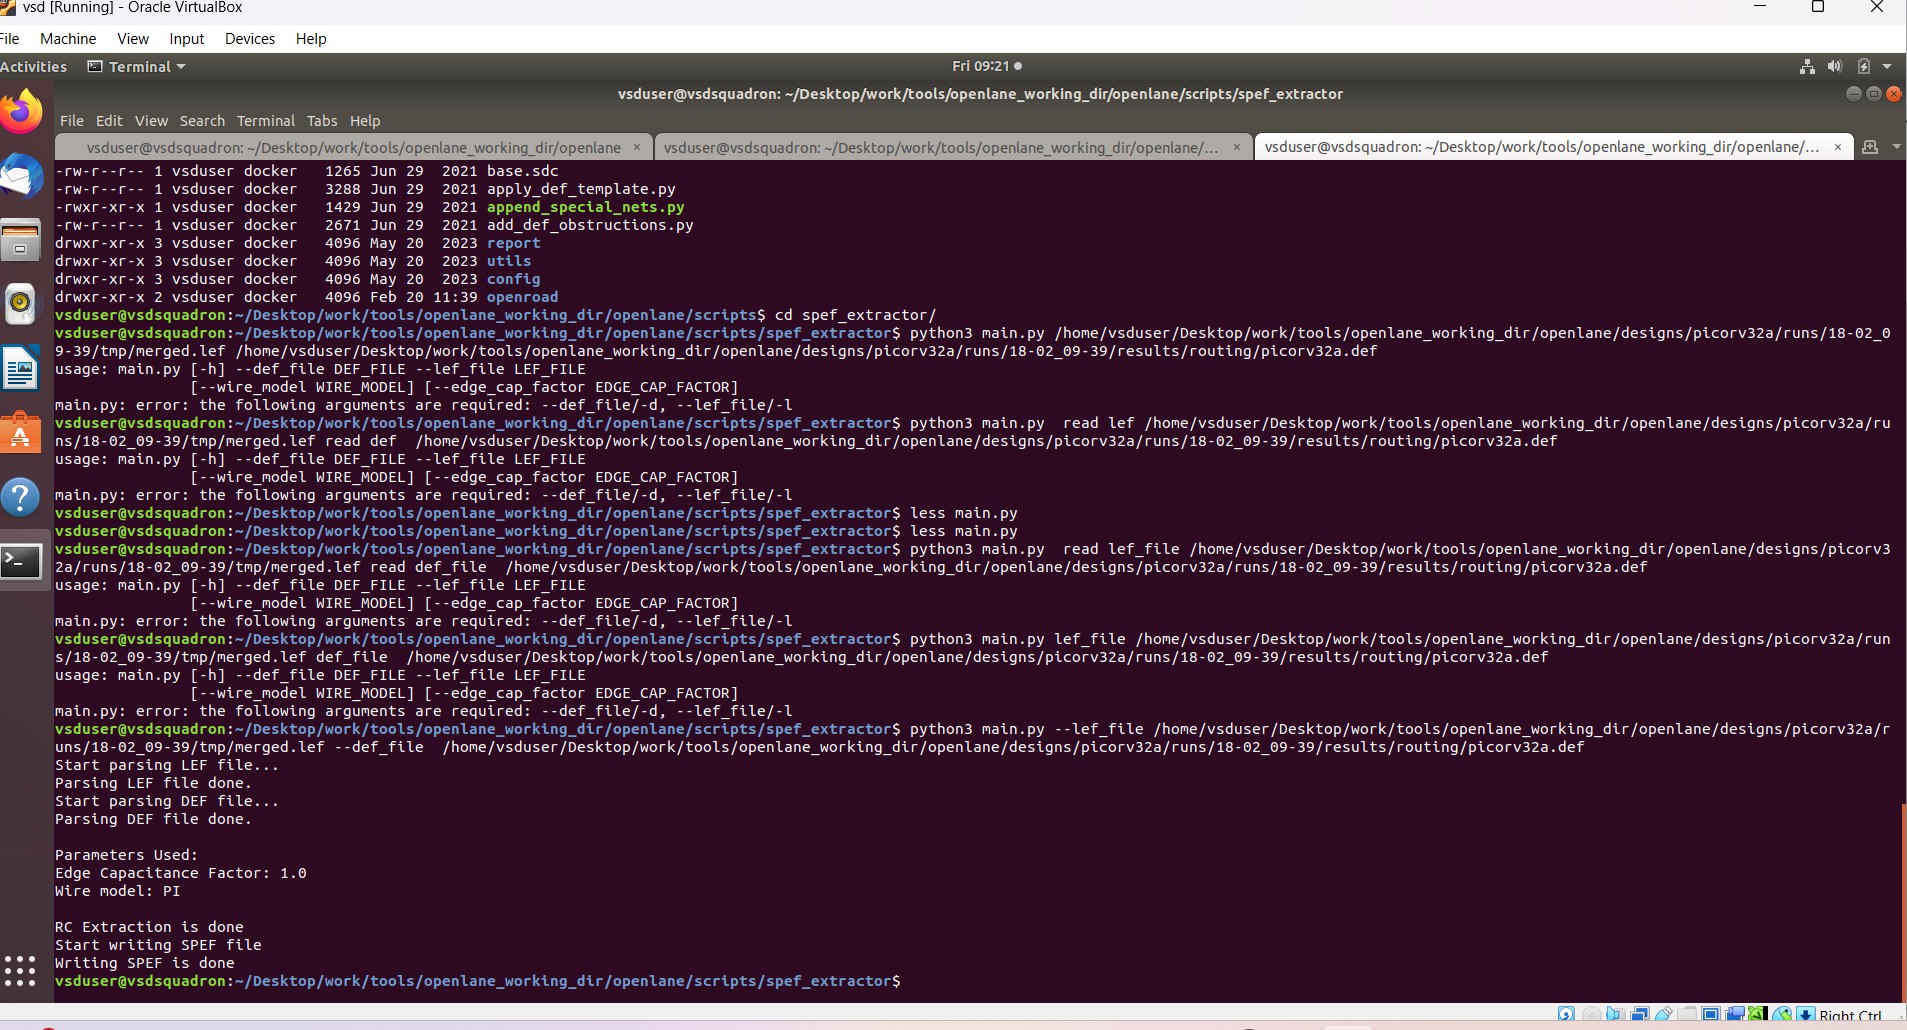 vsd [Running] - Oracle VirtualBox
File Machine View Input Devices Help
Activities Terminal Fri 09:21
vsduser@vsdsquadron: ~/Desktop/work/tools/openlane_working_dir/openlane/scripts/spef_extractor
File Edit View Search Terminal Tabs Help
vsduser@vsdsquadron: ~/Desktop/work/tools/openlane_working_dir/openlane × vsduser@vsdsquadron: ~/Desktop/work/tools/openlane_working_dir/openlane/... × vsduser@vsdsquadron: ~/Desktop/work/tools/openlane_working_dir/openlane/... ×
-rw-r--r-- 1 vsduser docker   1265 Jun 29  2021 base.sdc
-rw-r--r-- 1 vsduser docker   3288 Jun 29  2021 apply_def_template.py
-rwxr-xr-x 1 vsduser docker   1429 Jun 29  2021 append_special_nets.py
-rw-r--r-- 1 vsduser docker   2671 Jun 29  2021 add_def_obstructions.py
drwxr-xr-x 3 vsduser docker   4096 May 20  2023 report
drwxr-xr-x 3 vsduser docker   4096 May 20  2023 utils
drwxr-xr-x 3 vsduser docker   4096 May 20  2023 config
drwxr-xr-x 2 vsduser docker   4096 Feb 20 11:39 openroad
vsduser@vsdsquadron:~/Desktop/work/tools/openlane_working_dir/openlane/scripts$ cd spef_extractor/
vsduser@vsdsquadron:~/Desktop/work/tools/openlane_working_dir/openlane/scripts/spef_extractor$ python3 main.py /home/vsduser/Desktop/work/tools/openlane_working_dir/openlane/designs/picorv32a/runs/18-02_0
9-39/tmp/merged.lef /home/vsduser/Desktop/work/tools/openlane_working_dir/openlane/designs/picorv32a/runs/18-02_09-39/results/routing/picorv32a.def
usage: main.py [-h] --def_file DEF_FILE --lef_file LEF_FILE
               [--wire_model WIRE_MODEL] [--edge_cap_factor EDGE_CAP_FACTOR]
main.py: error: the following arguments are required: --def_file/-d, --lef_file/-l
vsduser@vsdsquadron:~/Desktop/work/tools/openlane_working_dir/openlane/scripts/spef_extractor$ python3 main.py  read lef /home/vsduser/Desktop/work/tools/openlane_working_dir/openlane/designs/picorv32a/ru
ns/18-02_09-39/tmp/merged.lef read def  /home/vsduser/Desktop/work/tools/openlane_working_dir/openlane/designs/picorv32a/runs/18-02_09-39/results/routing/picorv32a.def
usage: main.py [-h] --def_file DEF_FILE --lef_file LEF_FILE
               [--wire_model WIRE_MODEL] [--edge_cap_factor EDGE_CAP_FACTOR]
main.py: error: the following arguments are required: --def_file/-d, --lef_file/-l
vsduser@vsdsquadron:~/Desktop/work/tools/openlane_working_dir/openlane/scripts/spef_extractor$ less main.py
vsduser@vsdsquadron:~/Desktop/work/tools/openlane_working_dir/openlane/scripts/spef_extractor$ less main.py
vsduser@vsdsquadron:~/Desktop/work/tools/openlane_working_dir/openlane/scripts/spef_extractor$ python3 main.py  read lef_file /home/vsduser/Desktop/work/tools/openlane_working_dir/openlane/designs/picorv3
2a/runs/18-02_09-39/tmp/merged.lef read def_file  /home/vsduser/Desktop/work/tools/openlane_working_dir/openlane/designs/picorv32a/runs/18-02_09-39/results/routing/picorv32a.def
usage: main.py [-h] --def_file DEF_FILE --lef_file LEF_FILE
               [--wire_model WIRE_MODEL] [--edge_cap_factor EDGE_CAP_FACTOR]
main.py: error: the following arguments are required: --def_file/-d, --lef_file/-l
vsduser@vsdsquadron:~/Desktop/work/tools/openlane_working_dir/openlane/scripts/spef_extractor$ python3 main.py lef_file /home/vsduser/Desktop/work/tools/openlane_working_dir/openlane/designs/picorv32a/run
s/18-02_09-39/tmp/merged.lef def_file  /home/vsduser/Desktop/work/tools/openlane_working_dir/openlane/designs/picorv32a/runs/18-02_09-39/results/routing/picorv32a.def
usage: main.py [-h] --def_file DEF_FILE --lef_file LEF_FILE
               [--wire_model WIRE_MODEL] [--edge_cap_factor EDGE_CAP_FACTOR]
main.py: error: the following arguments are required: --def_file/-d, --lef_file/-l
vsduser@vsdsquadron:~/Desktop/work/tools/openlane_working_dir/openlane/scripts/spef_extractor$ python3 main.py --lef_file /home/vsduser/Desktop/work/tools/openlane_working_dir/openlane/designs/picorv32a/r
uns/18-02_09-39/tmp/merged.lef --def_file  /home/vsduser/Desktop/work/tools/openlane_working_dir/openlane/designs/picorv32a/runs/18-02_09-39/results/routing/picorv32a.def
Start parsing LEF file...
Parsing LEF file done.
Start parsing DEF file...
Parsing DEF file done.
Parameters Used:
Edge Capacitance Factor: 1.0
Wire model: PI
RC Extraction is done
Start writing SPEF file
Writing SPEF is done
vsduser@vsdsquadron:~/Desktop/work/tools/openlane_working_dir/openlane/scripts/spef_extractor$
Right Ctrl